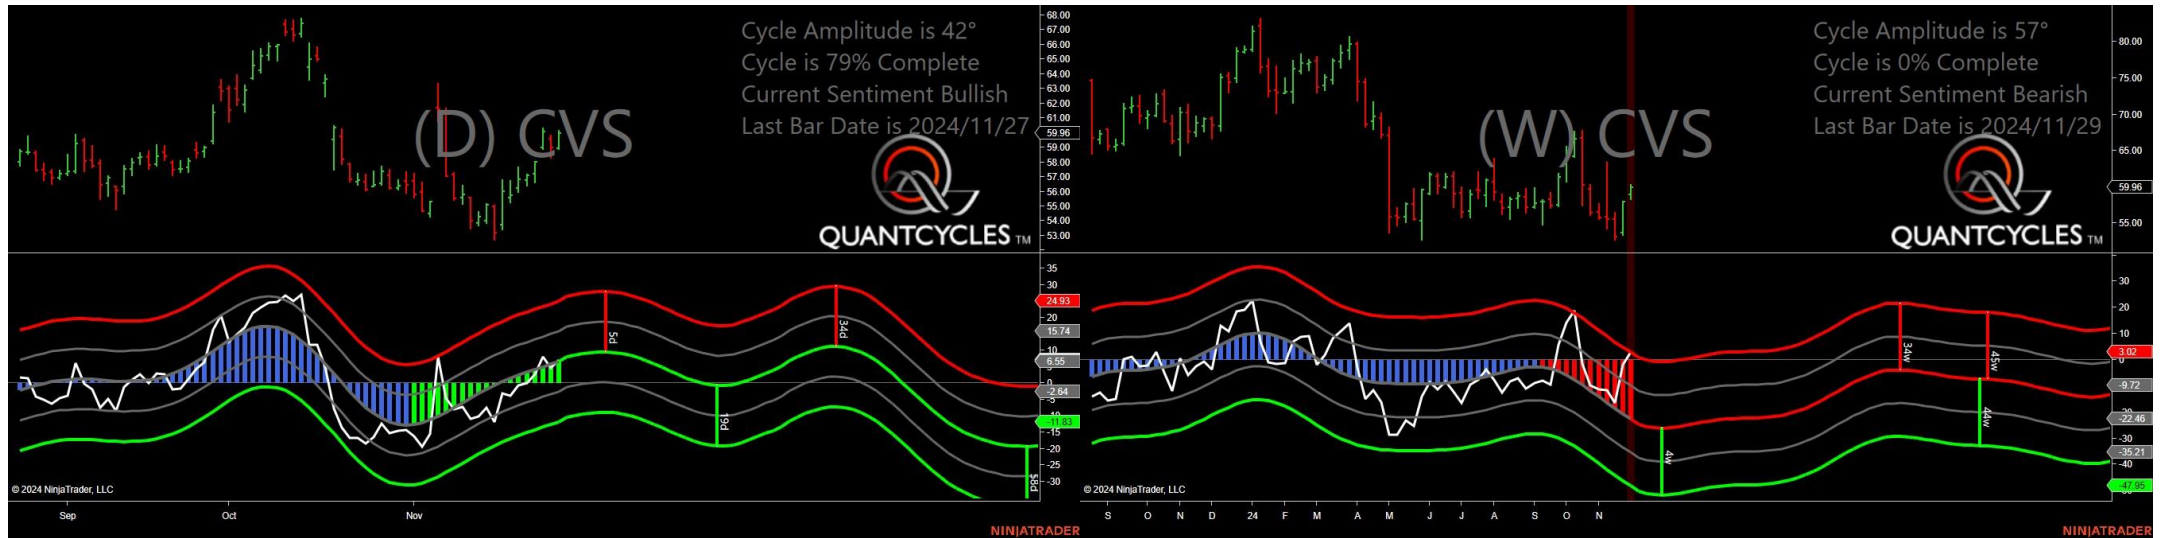 Cycle Amplitude is 42°
Cycle is 79% Complete
Current Sentiment Bullish
Last Bar Date is 2024/11/27
(D) CVS
QUANTCYCLES TM
68.00
67.00
66.00
65.00
64.00
63.00
62.00
61.00
59.96
59.00
58.00
57.00
56.00
55.00
54.00
53.00
35
30
24.93
20
15.74
10
6.55
0
-2.64
-5
-10
-11.83
-15
-20
-25
-30
5d
19d
34d
58d
© 2024 NinjaTrader, LLC
Sep
Oct
Nov
NINJATRADER
Cycle Amplitude is 57°
Cycle is 0% Complete
Current Sentiment Bearish
Last Bar Date is 2024/11/29
(W) CVS
QUANTCYCLES TM
80.00
75.00
70.00
65.00
59.96
55.00
30
20
10
3.02
0
-9.72
-20
-22.46
-30
-35.21
-40
-47.95
4w
34w
45w
44w
© 2024 NinjaTrader, LLC
S
O
N
D
24
F
M
A
M
J
J
A
S
O
N
NINJATRADER